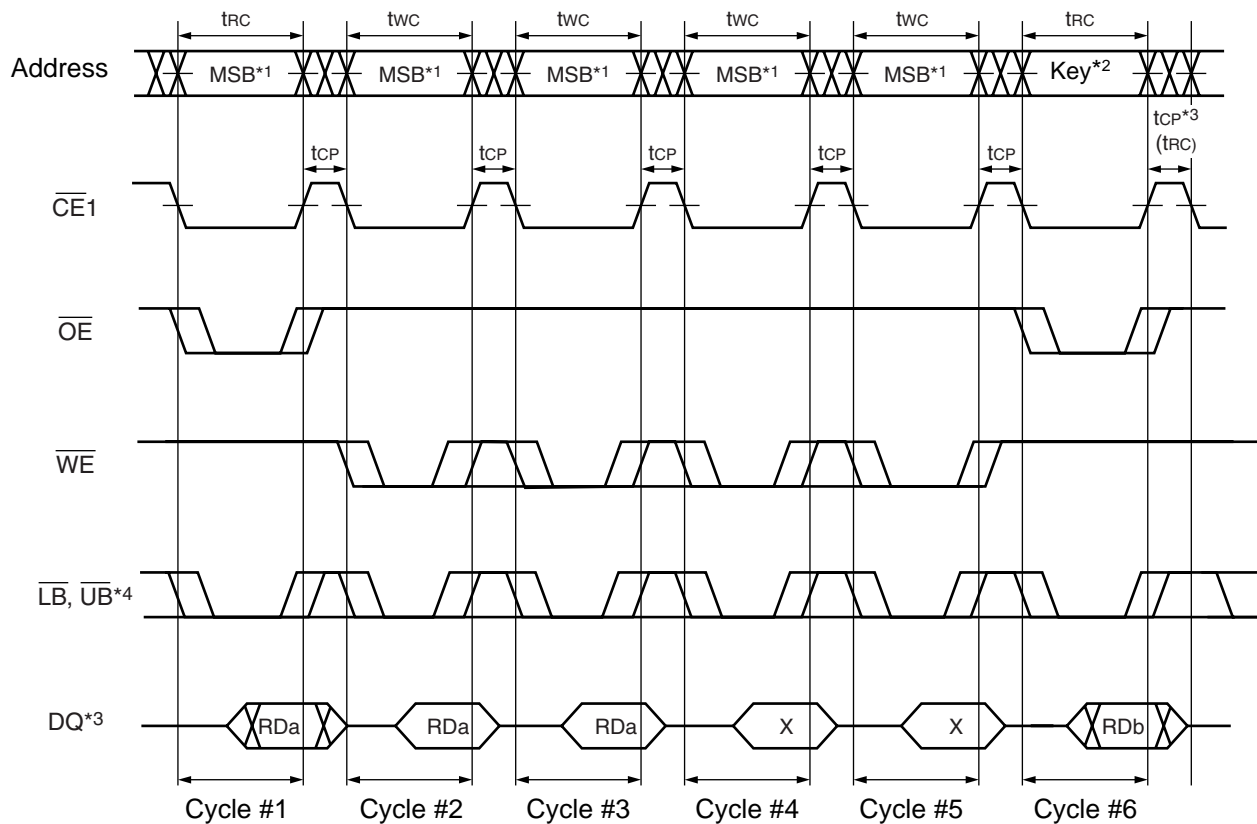 tRC tWC tWC tWC tWC tRC
Address MSB*1 MSB*1 MSB*1 MSB*1 MSB*1 Key*2
tCP tCP tCP tCP tCP tCP*3
(tRC)
CE1
OE
WE
LB, UB*4
DQ*3 RDa RDa RDa X X RDb
Cycle #1 Cycle #2 Cycle #3 Cycle #4 Cycle #5 Cycle #6